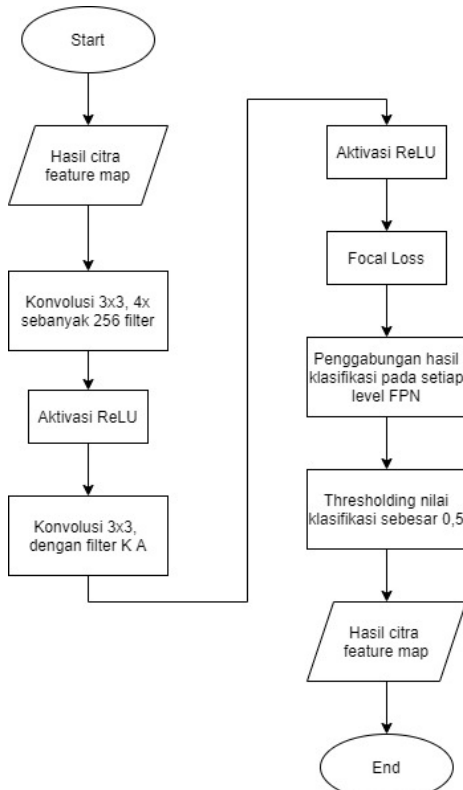 Start
Hasil citra
feature map
Konvolusi 3x3, 4x
sebanyak 256 filter
Aktivasi ReLU
Konvolusi 3x3,
dengan filter K A
Aktivasi ReLU
Focal Loss
Penggabungan hasil
klasifikasi pada setiap
level FPN
Thresholding nilai
klasifikasi sebesar 0,5
Hasil citra
feature map
End